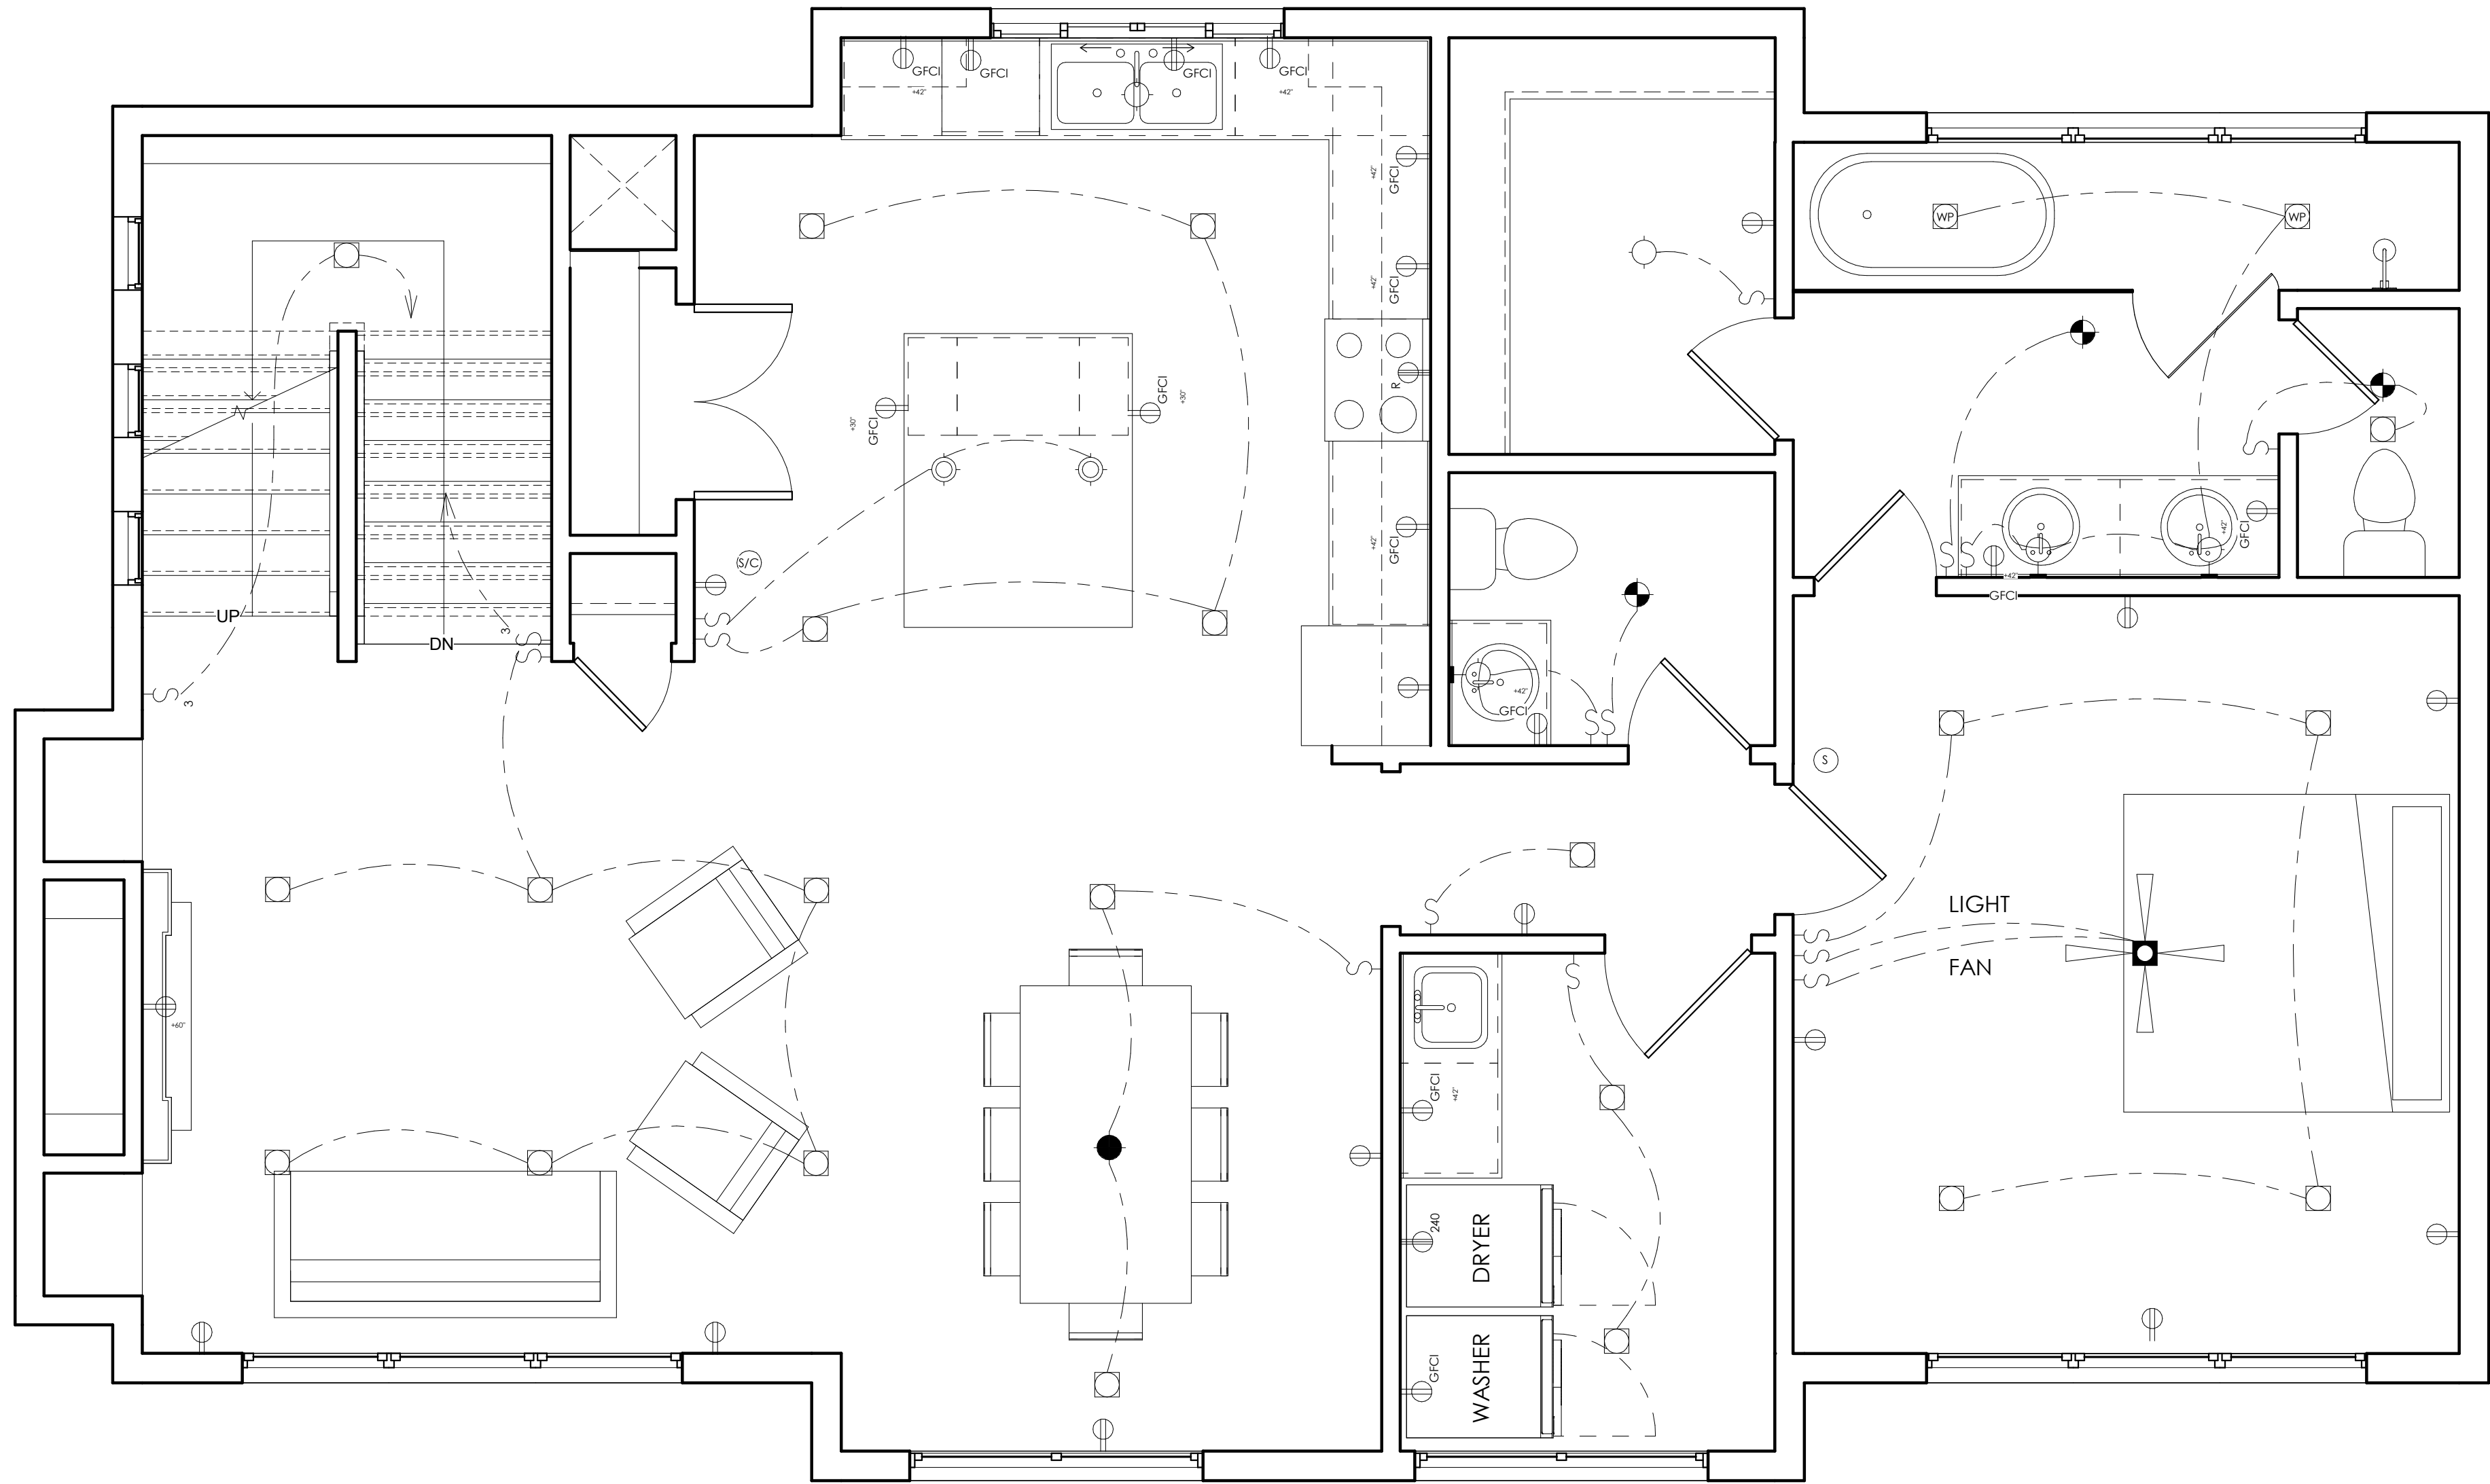 GFCI
+42"
GFCI
GFCI
GFCI
+42"
+42"
GFCI
WP
WP
+42"
GFCI
R
GFCI
+30"
+30"
GFCI
+42"
GFCI
+42"
GFCI
S/C
+42"
GFCI
UP
3
DN
3
+42"
GFCI
S
LIGHT
FAN
+60"
GFCI
+42"
240
DRYER
GFCI
WASHER